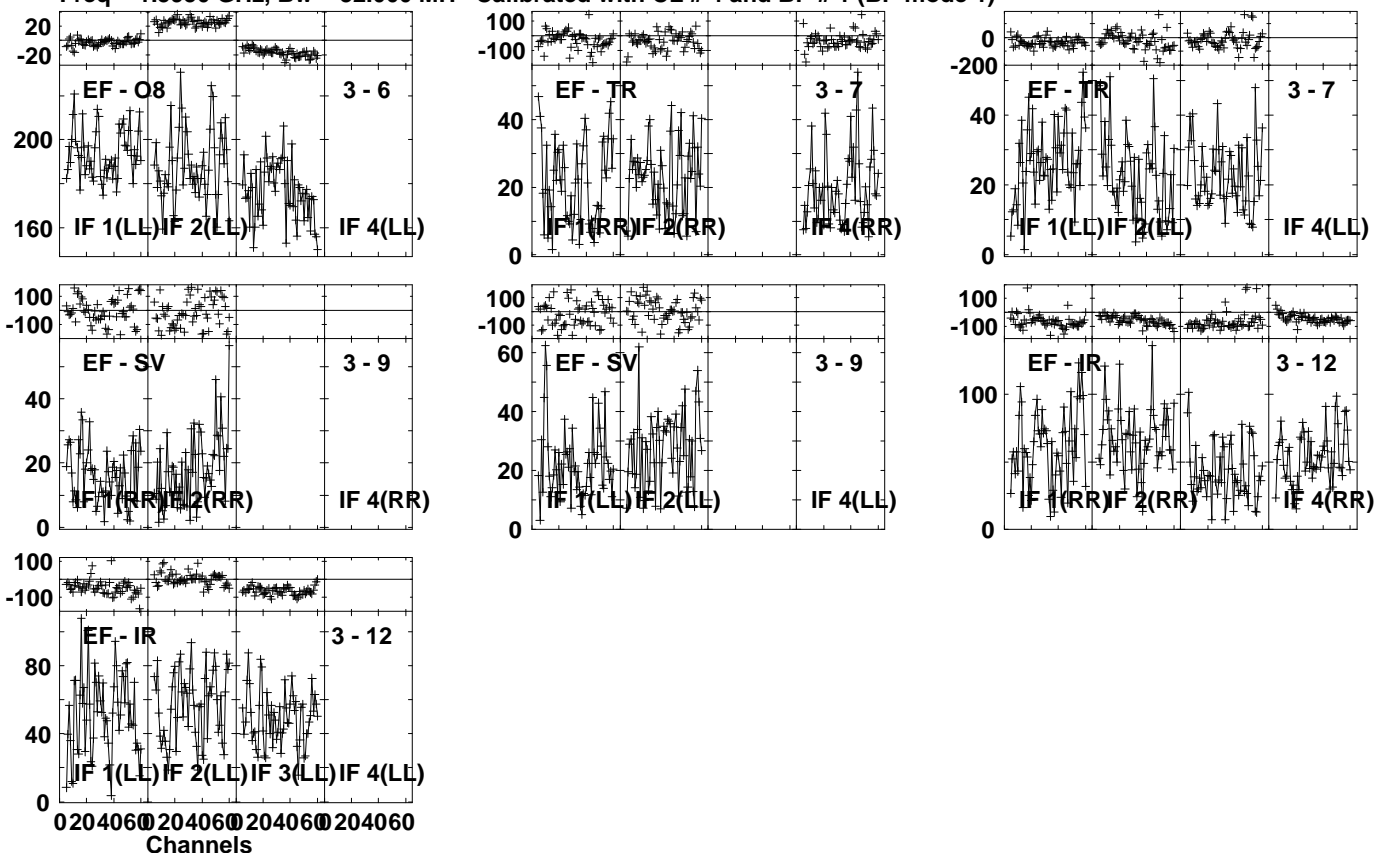 Calibrated with CL # 4 and BP # 1 (BP mode 1)
20
-20
EF - O8 3 - 6
200
160
IF 1(LL) IF 2(LL) IF 4(LL)
100
-100
EF - TR 3 - 7
40
20
0
IF 1(RR) IF 2(RR) IF 4(RR)
0
-200
EF - TR 3 - 7
40
20
0
IF 1(LL) IF 2(LL) IF 4(LL)
100
-100
EF - SV 3 - 9
40
20
0
IF 1(RR) IF 2(RR) IF 4(RR)
100
-100
EF - SV 3 - 9
60
40
20
0
IF 1(LL) IF 2(LL) IF 4(LL)
100
-100
EF - IR 3 - 12
100
0
IF 1(RR) IF 2(RR) IF 4(RR)
100
-100
EF - IR 3 - 12
80
40
0
IF 1(LL) IF 2(LL) IF 3(LL) IF 4(LL)
0 20 40 60 0 20 40 60 0 20 40 60 0 20 40 60
Channels